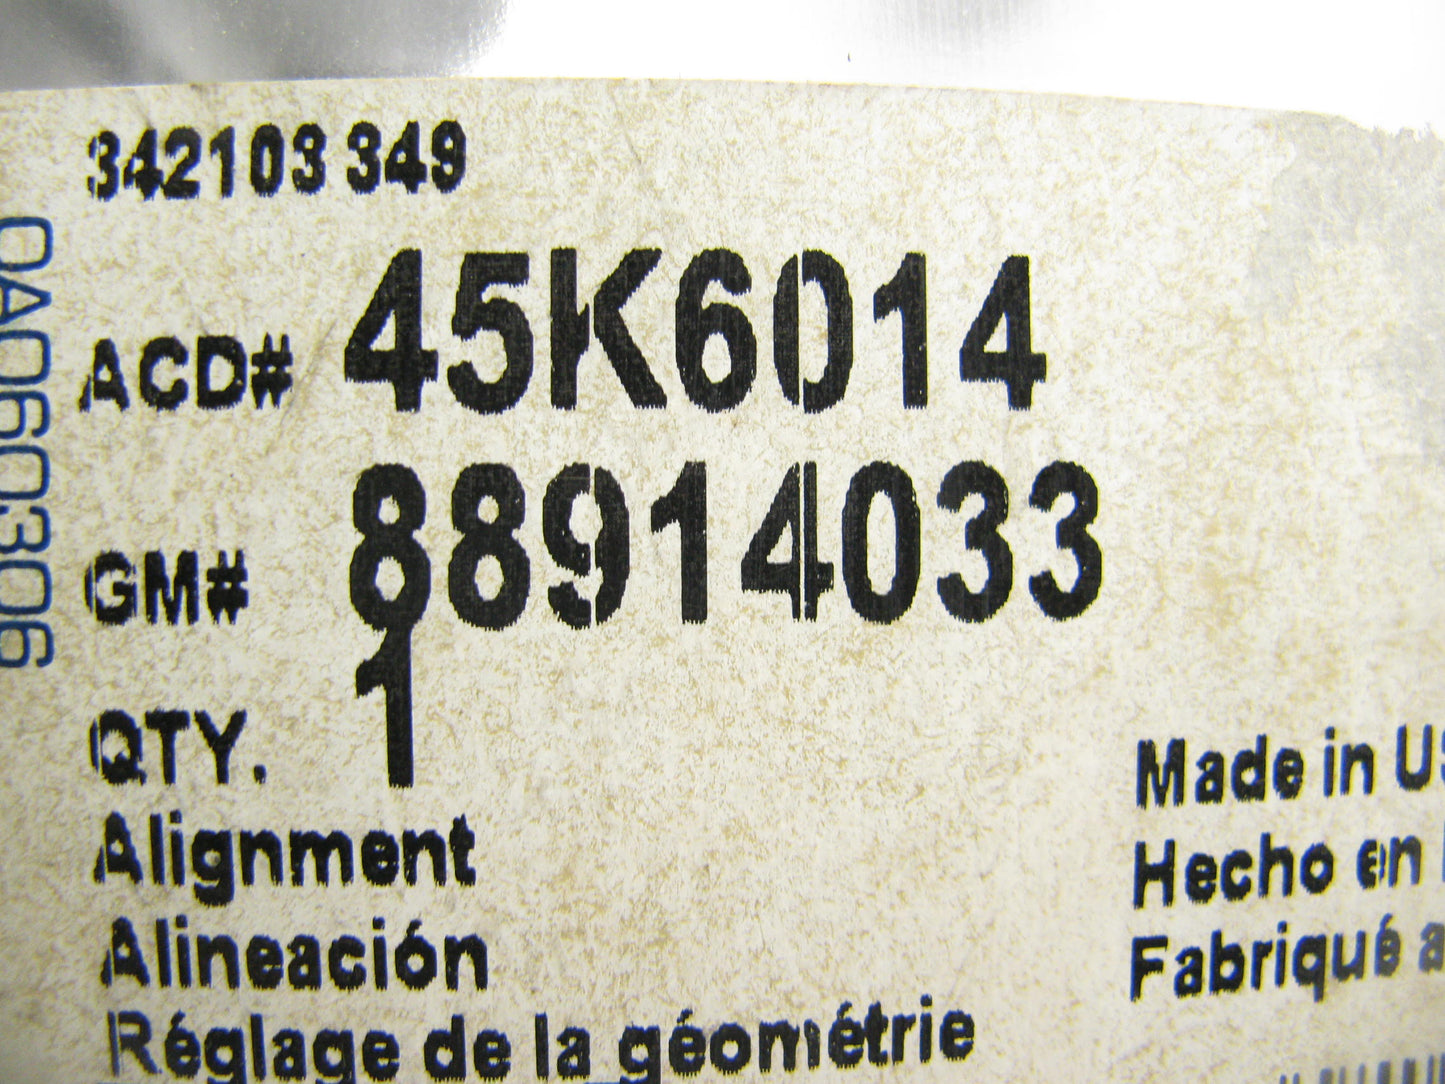 342103 349
ACD# 45K6014
GM# 88914033
QTY. 1
Alignment
Alineación
Réglage de la géométrie
Made in
Hecho en
Fabriqué
0A060306